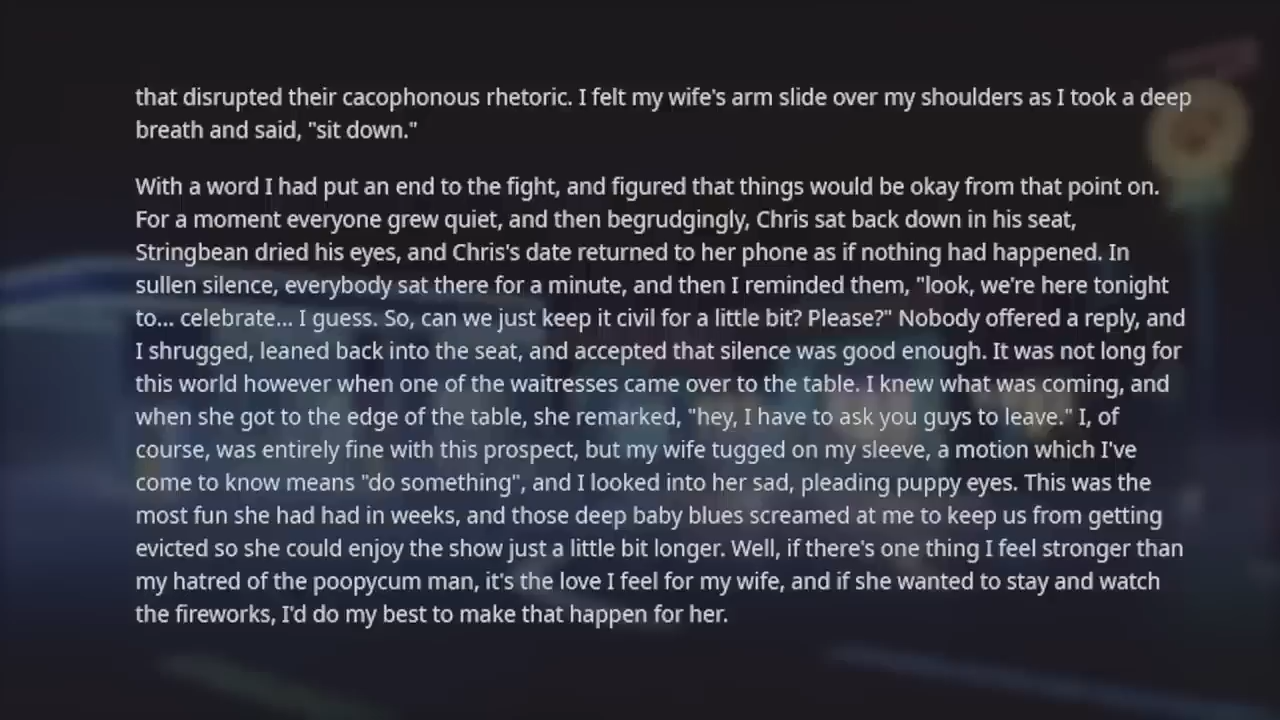 that disrupted their cacophonous rhetoric. I felt my wife's arm slide over my shoulders as I took a deep
breath and said, "sit down."
With a word I had put an end to the fight, and figured that things would be okay from that point on.
For a moment everyone grew quiet, and then begrudgingly, Chris sat back down in his seat,
Stringbean dried his eyes, and Chris's date returned to her phone as if nothing had happened. In
sullen silence, everybody sat there for a minute, and then I reminded them, "look, we're here tonight
to... celebrate... I guess. So, can we just keep it civil for a little bit? Please?" Nobody offered a reply, and
I shrugged, leaned back into the seat, and accepted that silence was good enough. It was not long for
this world however when one of the waitresses came over to the table. I knew what was coming, and
when she got to the edge of the table, she remarked, "hey, I have to ask you guys to leave." I, of
course, was entirely fine with this prospect, but my wife tugged on my sleeve, a motion which I've
come to know means "do something", and I looked into her sad, pleading puppy eyes. This was the
most fun she had had in weeks, and those deep baby blues screamed at me to keep us from getting
evicted so she could enjoy the show just a little bit longer. Well, if there's one thing I feel stronger than
my hatred of the poopycum man, it's the love I feel for my wife, and if she wanted to stay and watch
the fireworks, I'd do my best to make that happen for her.